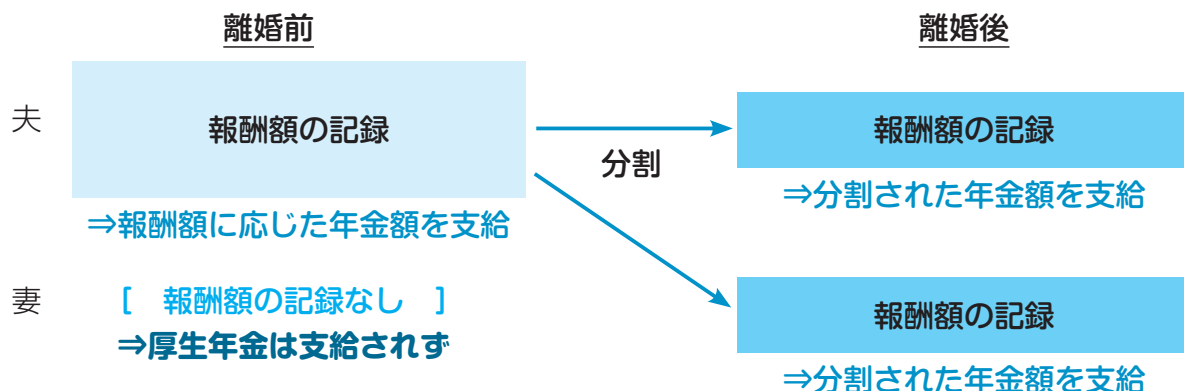 離婚前
離婚後
夫
報酬額の記録
分割
報酬額の記録
⇒報酬額に応じた年金額を支給
⇒分割された年金額を支給
妻
[ 報酬額の記録なし ]
⇒厚生年金は支給されず
報酬額の記録
⇒分割された年金額を支給